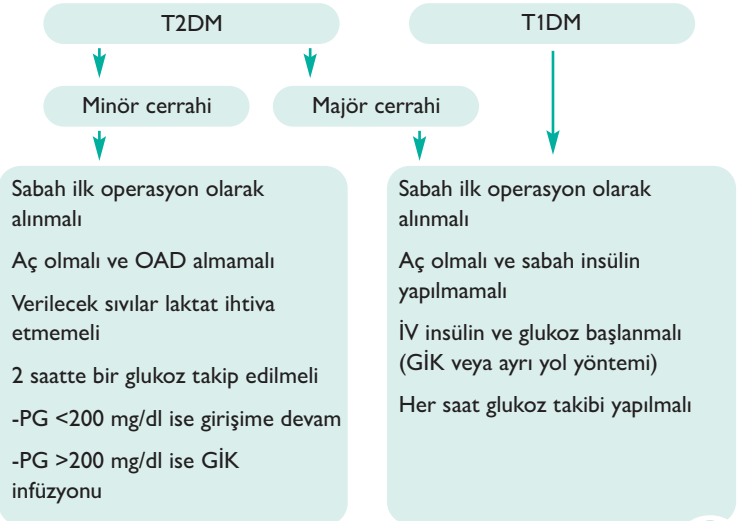 T2DM
T1DM
Minör cerrahi
Majör cerrahi
Sabah ilk operasyon olarak
alınmalı
Aç olmalı ve OAD almamalı
Verilecek sıvılar laktat ihtiva
etmemeli
2 saatte bir glukoz takip edilmeli
-PG <200 mg/dl ise girişime devam
-PG >200 mg/dl ise GİK
infüzyonu
Sabah ilk operasyon olarak
alınmalı
Aç olmalı ve sabah insülin
yapılmamalı
İV insülin ve glukoz başlanmalı
(GİK veya ayrı yol yöntemi)
Her saat glukoz takibi yapılmalı